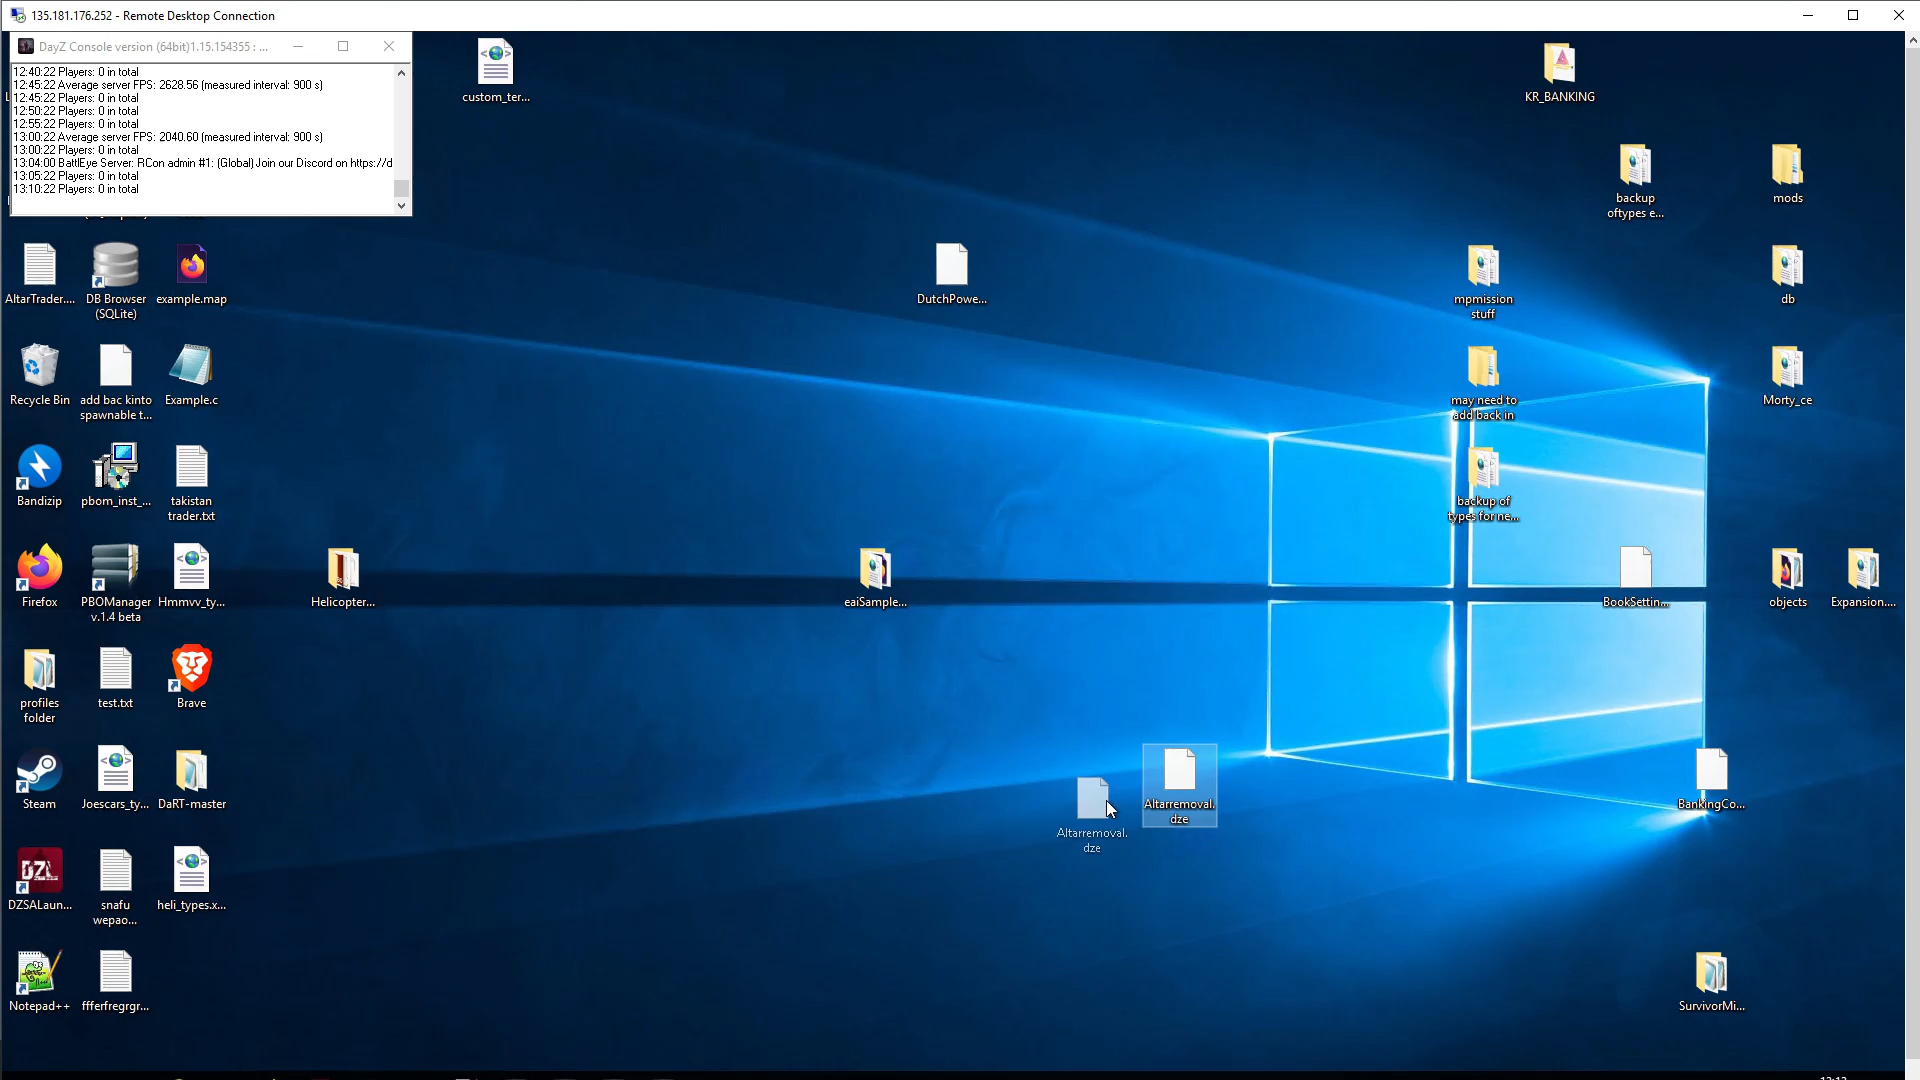 135.181.176.252 - Remote Desktop Connection
DayZ Console version (64bit)1.15.154355 : ...
12:40:22 Players: 0 in total
12:45:22 Average server FPS: 2628.56 (measured interval: 900 s)
12:45:22 Players: 0 in total
12:50:22 Players: 0 in total
12:55:22 Players: 0 in total
13:00:22 Average server FPS: 2040.60 (measured interval: 900 s)
13:00:22 Players: 0 in total
13:04:00 BattlEye Server: RCon admin #1: (Global) Join our Discord on https://d
13:05:22 Players: 0 in total
13:10:22 Players: 0 in total
custom_ter...
KR_BANKING
backup
oftypes e...
mods
AltarTrader....
DB Browser
(SQLite)
example.map
DutchPowe...
mpmission
stuff
db
Recycle Bin
add bac kinto
spawnable t...
Example.c
may need to
add back in
Morty_ce
Bandizip
pbom_inst_...
takistan
trader.txt
backup of
types for ne...
Firefox
PBOManager
v.1.4 beta
Hmmvv_ty...
Helicopter...
eaiSample...
BookSettin...
objects
Expansion....
profiles
folder
test.txt
Brave
Steam
Joescars_ty...
DaRT-master
Altarremoval.
dze
Altarremoval.
dze
BankingCo...
DZL
DZSALaun...
snafu
wepao...
heli_types.x...
Notepad++
ffferfregrgr...
SurvivorMi...